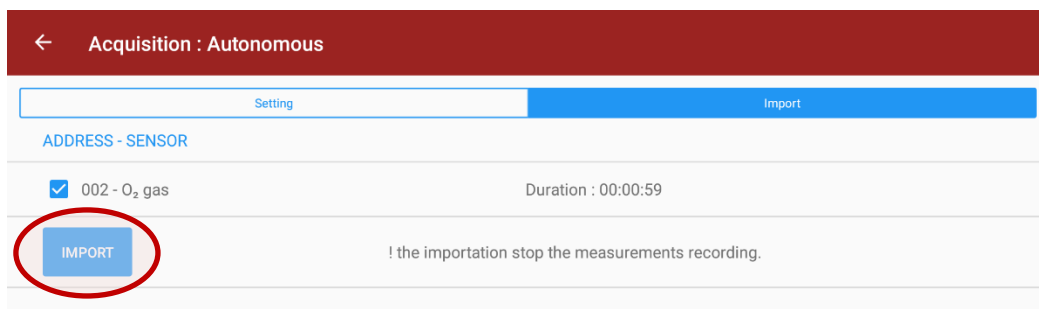 Acquisition : Autonomous
Setting
Import
ADDRESS - SENSOR
002 - O₂ gas
Duration : 00:00:59
IMPORT
! the importation stop the measurements recording.